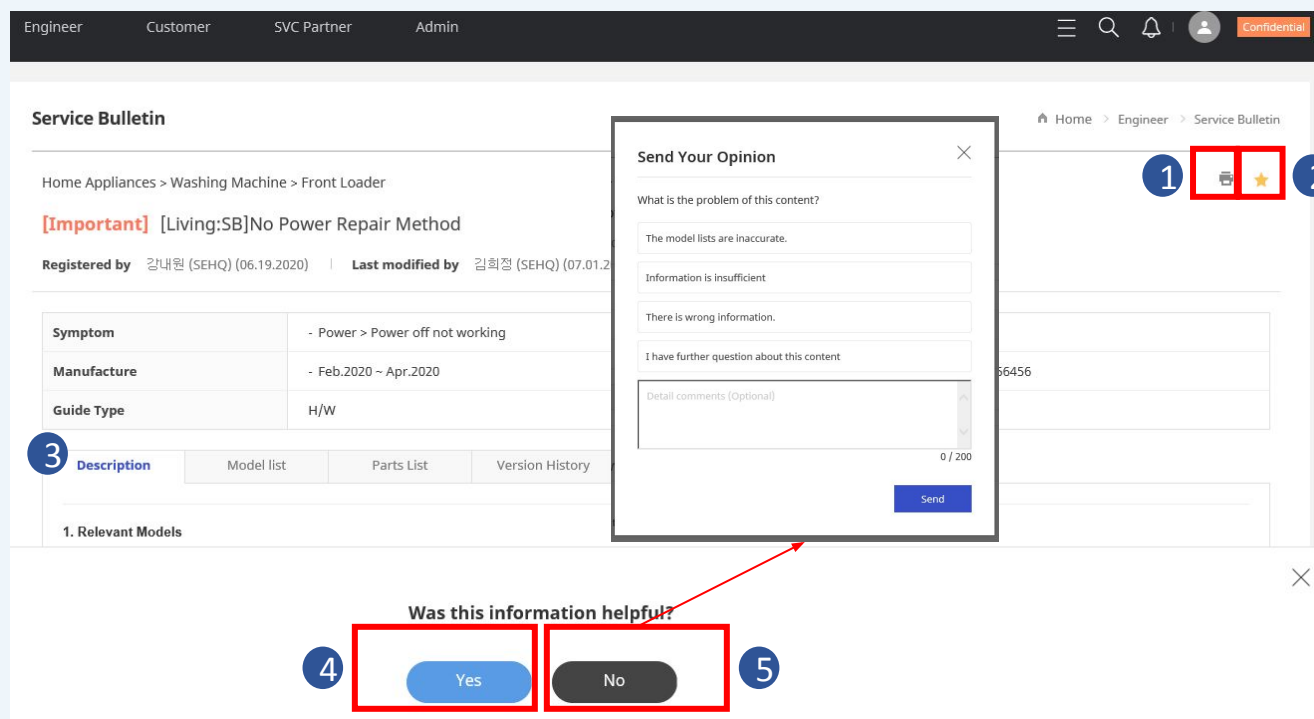 Engineer Customer SVC Partner Admin Confidential
Service Bulletin
Home > Engineer > Service Bulletin
1
2
Home Appliances > Washing Machine > Front Loader
[Important] [Living:SB]No Power Repair Method
Registered by 강내원 (SEHQ) (06.19.2020) Last modified by 김희정 (SEHQ) (07.01.2
Symptom - Power > Power off not working
Manufacture - Feb.2020 ~ Apr.2020
56456
Guide Type H/W
3
Description Model list Parts List Version History
1. Relevant Models
Send Your Opinion
What is the problem of this content?
The model lists are inaccurate.
Information is insufficient
There is wrong information.
I have further question about this content
Detail comments (Optional)
0 / 200
Send
Was this information helpful?
4
Yes
No
5